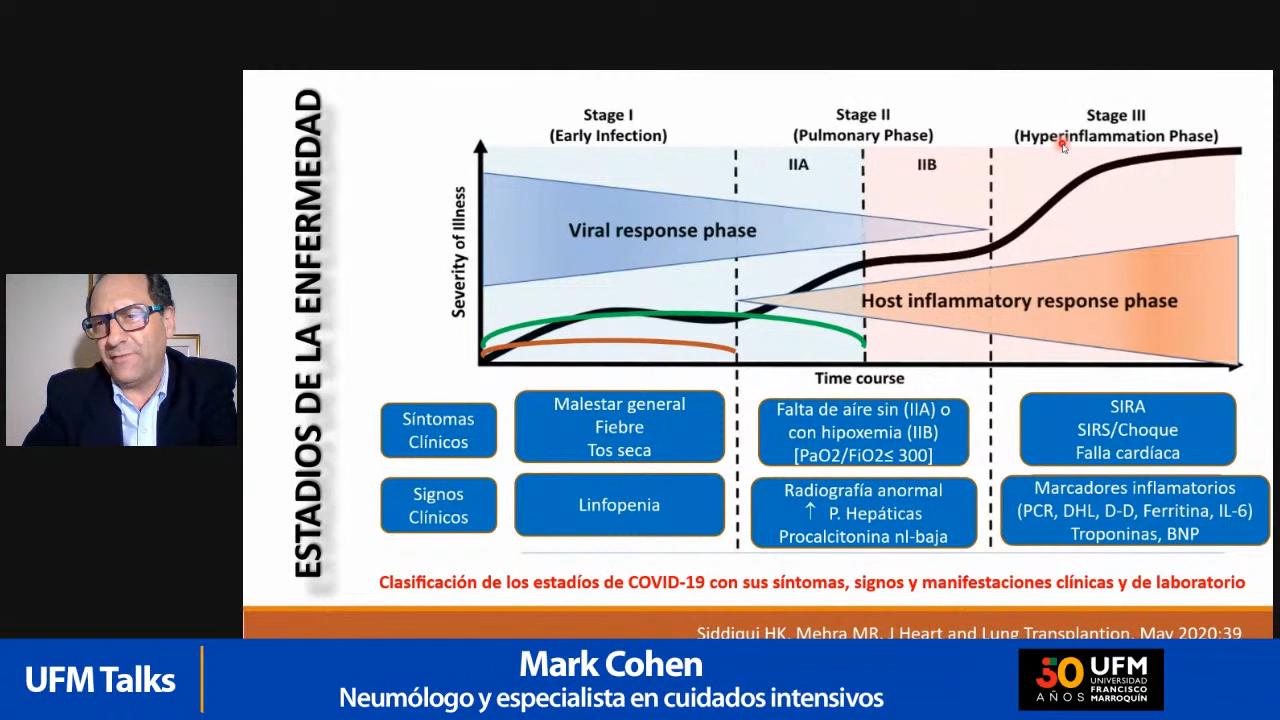 ESTADIOS DE LA ENFERMEDAD
Stage I
(Early Infection)
Stage II
(Pulmonary Phase)
Stage III
(Hyperinflammation Phase)
IIA
IIB
Severity of Illness
Viral response phase
Host inflammatory response phase
Time course
Síntomas
Clínicos
Malestar general
Fiebre
Tos seca
Falta de aíre sin (IIA) o
con hipoxemia (IIB)
[PaO2/FiO2≤ 300]
SIRA
SIRS/Choque
Falla cardíaca
Signos
Clínicos
Linfopenia
Radiografía anormal
↑ P. Hepáticas
Procalcitonina nl-baja
Marcadores inflamatorios
(PCR, DHL, D-D, Ferritina, IL-6)
Troponinas, BNP
Clasificación de los estadíos de COVID-19 con sus síntomas, signos y manifestaciones clínicas y de laboratorio
Siddiqui HK, Mehra MR, J Heart and Lung Transplantion, May 2020:39
UFM Talks
Mark Cohen
Neumólogo y especialista en cuidados intensivos
50
AÑOS
UFM
UNIVERSIDAD
FRANCISCO
MARROQUÍN